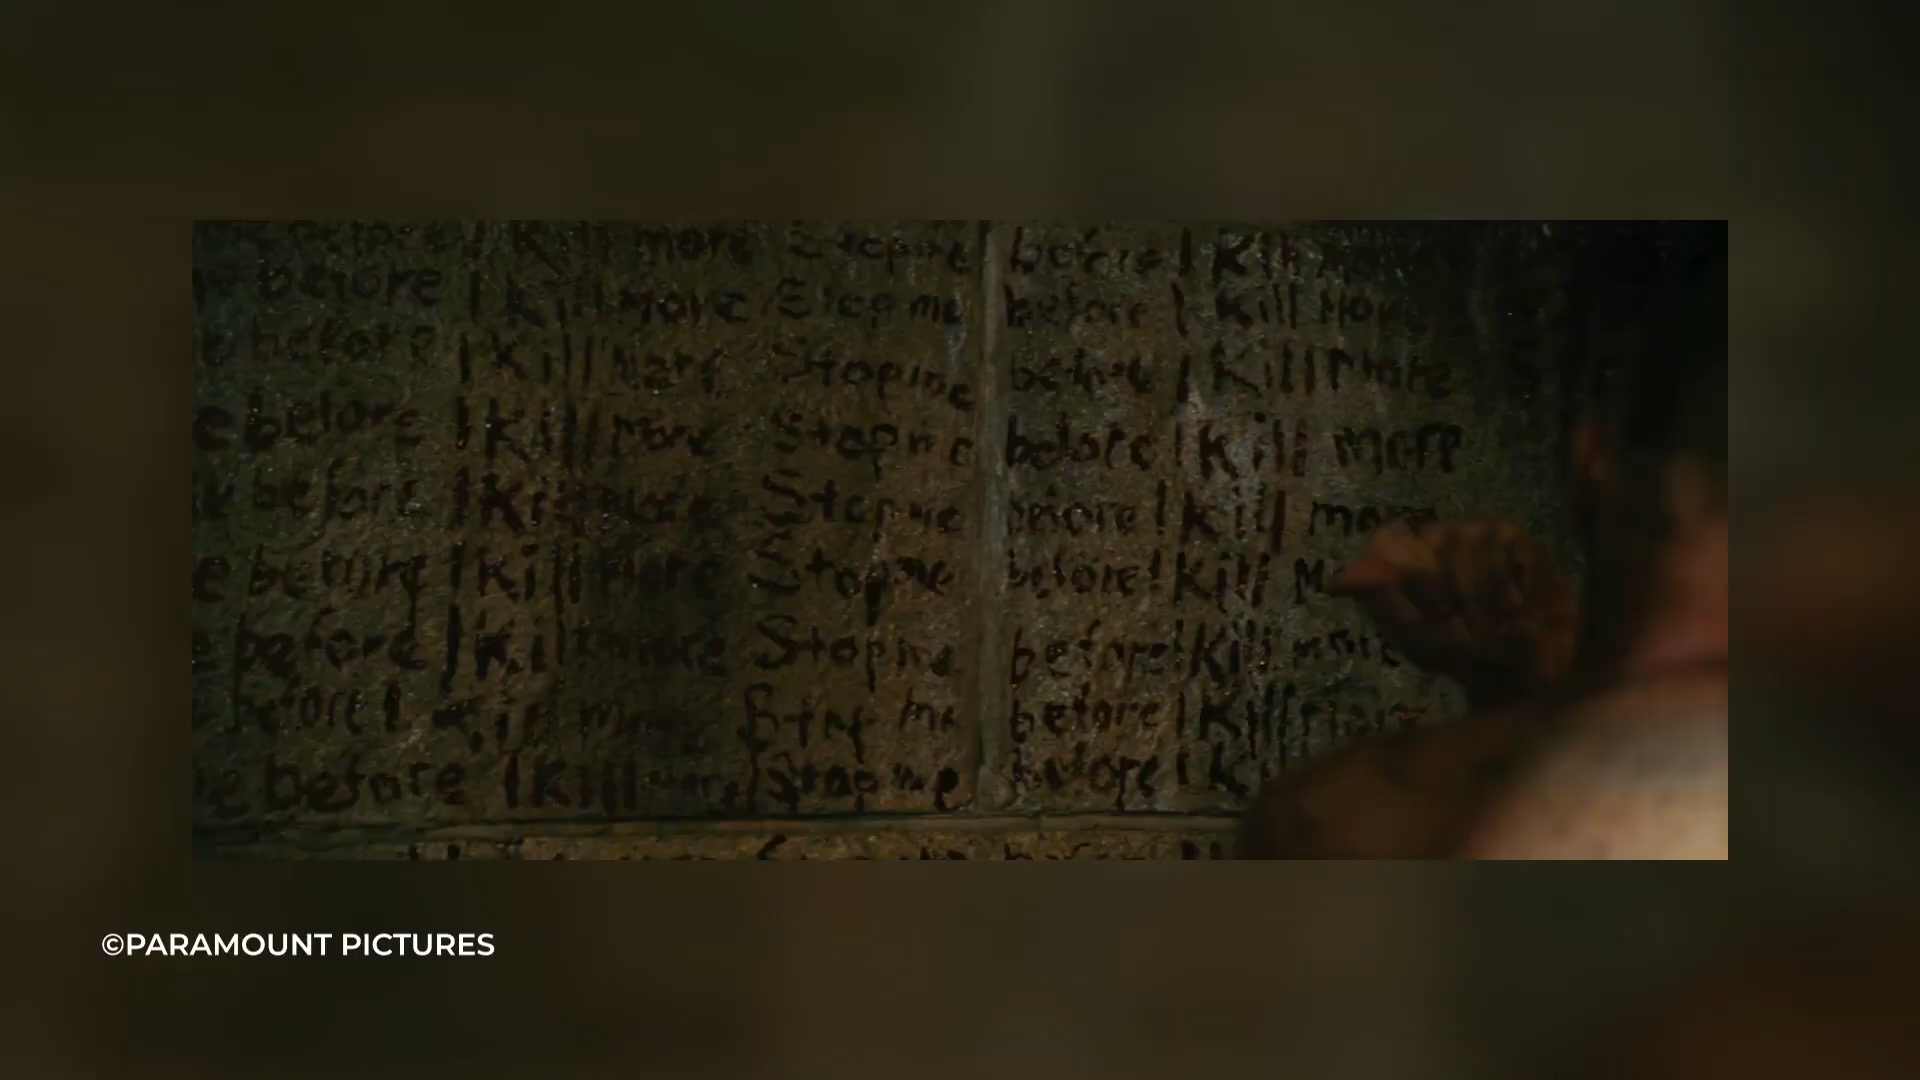 before I Kill more Stop me before I Kill
before I Kill More Stop me before I Kill More
e before I Kill More Stop me before I Kill More
e before I Kill More Stop me before I Kill more
before I Kill More Stop me before I Kill more
e before I Kill More Stop me before I Kill
e before I Kill more Stop me before I Kill more
before I Kill More Stop me before I Kill More
e before I Kill Stop me before I K
©PARAMOUNT PICTURES